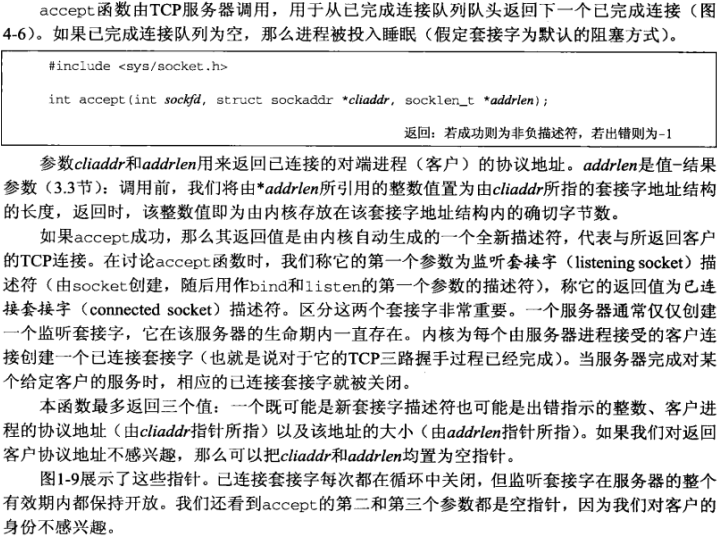 accept函数由TCP服务器调用，用于从已完成连接队列队头返回下一个已完成连接（图
4-6）。如果已完成连接队列为空，那么进程被投入睡眠（假定套接字为默认的阻塞方式）。
#include <sys/socket.h>
int accept(int sockfd, struct sockaddr *cliaddr, socklen_t *addrlen);
返回：若成功则为非负描述符，若出错则为-1
参数cliaddr和addrlen用来返回已连接的对端进程（客户）的协议地址。addrlen是值-结果
参数（3.3节）：调用前，我们将由*addrlen所引用的整数值置为由cliaddr所指的套接字地址结构
的长度，返回时，该整数值即为由内核存放在该套接字地址结构内的确切字节数。
如果accept成功，那么其返回值是由内核自动生成的一个全新描述符，代表与所返回客户
的TCP连接。在讨论accept函数时，我们称它的第一个参数为监听套接字（listening socket）描
述符（由socket创建，随后用作bind和listen的第一个参数的描述符），称它的返回值为已连
接套接字（connected socket）描述符。区分这两个套接字非常重要。一个服务器通常仅仅创建
一个监听套接字，它在该服务器的生命期内一直存在。内核为每个由服务器进程接受的客户连
接创建一个已连接套接字（也就是说对于它的TCP三路握手过程已经完成）。当服务器完成对某
个给定客户的服务时，相应的已连接套接字就被关闭。
本函数最多返回三个值：一个既可能是新套接字描述符也可能是出错指示的整数、客户进
程的协议地址（由cliaddr指针所指）以及该地址的大小（由addrlen指针所指）。如果我们对返回
客户协议地址不感兴趣，那么可以把cliaddr和addrlen均置为空指针。
图1-9展示了这些指针。已连接套接字每次都在循环中关闭，但监听套接字在服务器的整个
有效期内都保持开放。我们还看到accept的第二和第三个参数都是空指针，因为我们对客户的
身份不感兴趣。